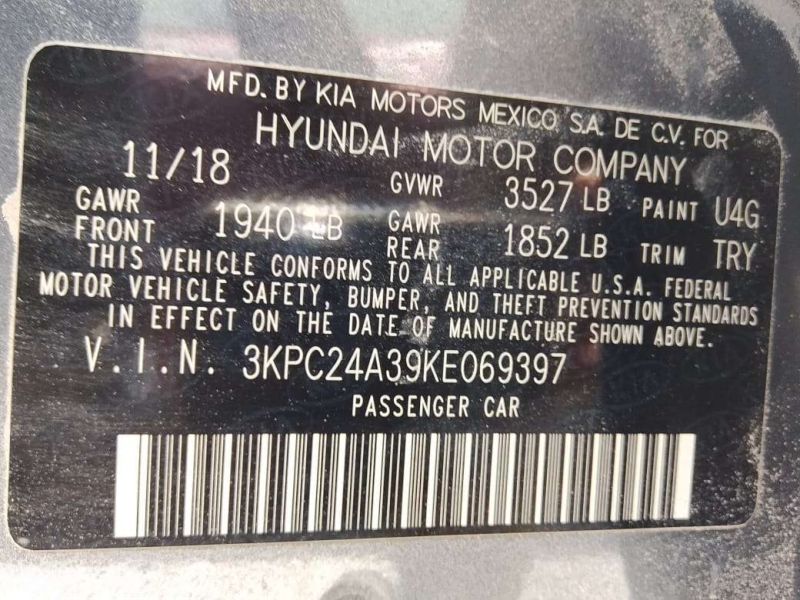 MFD. BY KIA MOTORS MEXICO S.A. DE C.V. FOR
HYUNDAI MOTOR COMPANY
11/18 GVWR 3527 LB PAINT U4G
GAWR FRONT 1940 LB GAWR REAR 1852 LB TRIM TRY
THIS VEHICLE CONFORMS TO ALL APPLICABLE U.S.A. FEDERAL
MOTOR VEHICLE SAFETY, BUMPER, AND THEFT PREVENTION STANDARDS
IN EFFECT ON THE DATE OF MANUFACTURE SHOWN ABOVE.
V.I.N. 3KPC24A39KE069397
PASSENGER CAR